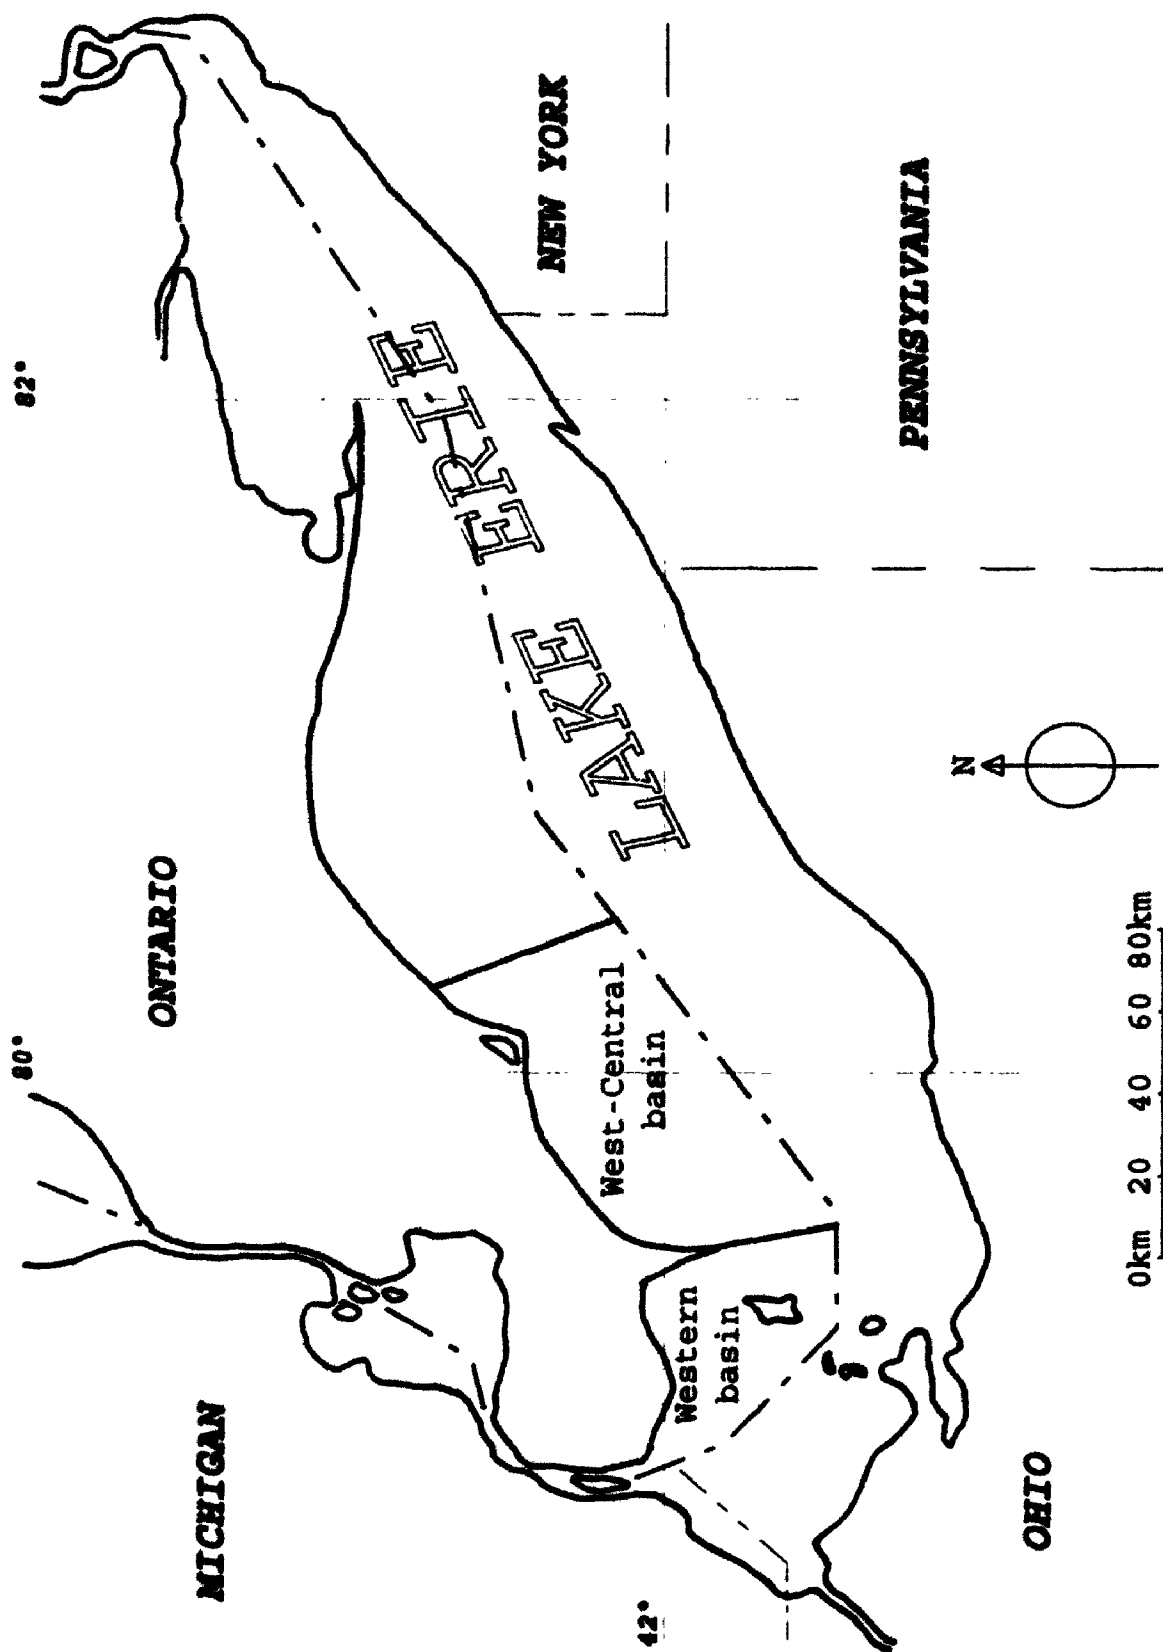 80°
82°
MICHIGAN
ONTARIO
NEW YORK
LAKE ERIE
West-Central
basin
Western
basin
42°
PENNSYLVANIA
N
OHIO
0km 20 40 60 80km